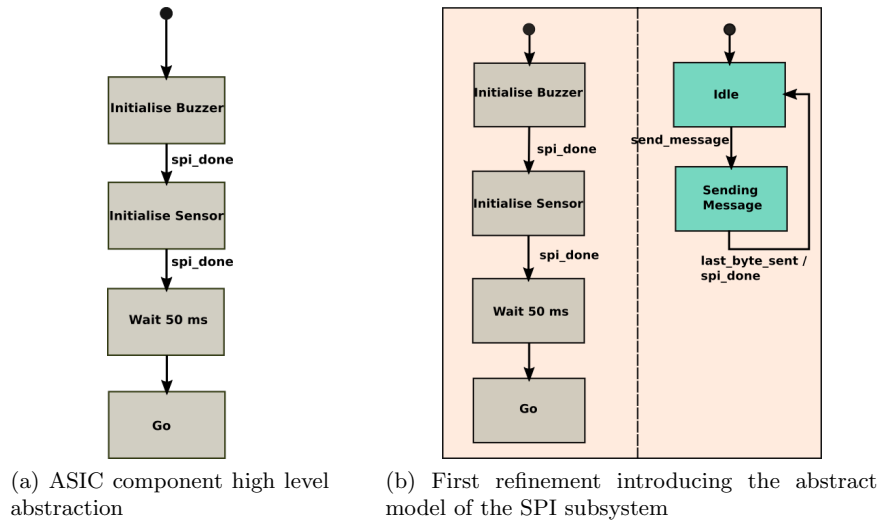 Initialise Buzzer
spi_done
Initialise Sensor
spi_done
Wait 50 ms
Go
(a) ASIC component high level
abstraction
Initialise Buzzer
spi_done
Initialise Sensor
spi_done
Wait 50 ms
Go
Idle
send_message
Sending
Message
last_byte_sent /
spi_done
(b) First refinement introducing the abstract
model of the SPI subsystem